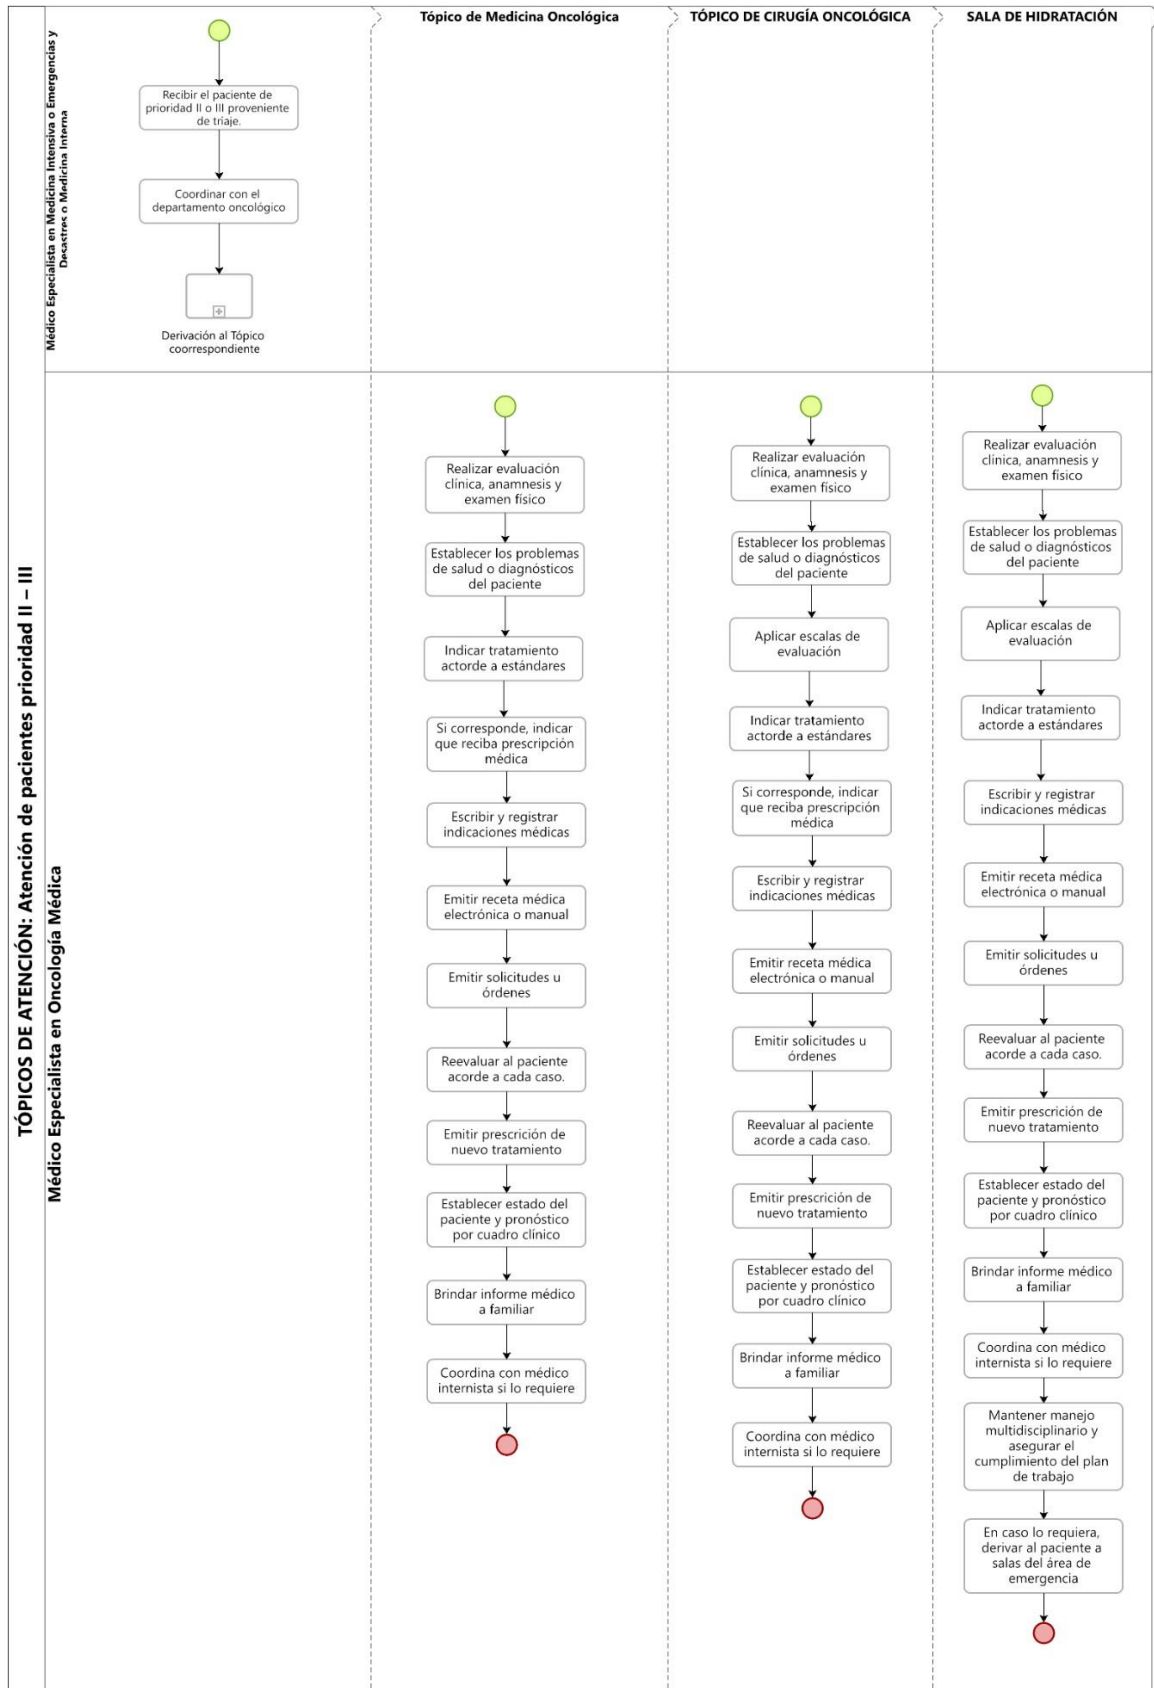 TÓPICOS DE ATENCIÓN: Atención de pacientes prioridad II – III
Médico Especialista en Medicina Intensiva o Emergencias y
Desastres o Medicina Interna
Recibir el paciente de
prioridad II o III proveniente
de triaje.
Coordinar con el
departamento oncológico
Derivación al Tópico
coorrespondiente
Médico Especialista en Oncología Médica
Tópico de Medicina Oncológica
Realizar evaluación
clínica, anamnesis y
examen físico
Establecer los problemas
de salud o diagnósticos
del paciente
Indicar tratamiento
actorde a estándares
Si corresponde, indicar
que reciba prescripción
médica
Escribir y registrar
indicaciones médicas
Emitir receta médica
electrónica o manual
Emitir solicitudes u
órdenes
Reevaluar al paciente
acorde a cada caso.
Emitir prescrición de
nuevo tratamiento
Establecer estado del
paciente y pronóstico
por cuadro clínico
Brindar informe médico
a familiar
Coordina con médico
internista si lo requiere
TÓPICO DE CIRUGÍA ONCOLÓGICA
Realizar evaluación
clínica, anamnesis y
examen físico
Establecer los problemas
de salud o diagnósticos
del paciente
Aplicar escalas de
evaluación
Indicar tratamiento
actorde a estándares
Si corresponde, indicar
que reciba prescripción
médica
Escribir y registrar
indicaciones médicas
Emitir receta médica
electrónica o manual
Emitir solicitudes u
órdenes
Reevaluar al paciente
acorde a cada caso.
Emitir prescrición de
nuevo tratamiento
Establecer estado del
paciente y pronóstico
por cuadro clínico
Brindar informe médico
a familiar
Coordina con médico
internista si lo requiere
SALA DE HIDRATACIÓN
Realizar evaluación
clínica, anamnesis y
examen físico
Establecer los problemas
de salud o diagnósticos
del paciente
Aplicar escalas de
evaluación
Indicar tratamiento
actorde a estándares
Escribir y registrar
indicaciones médicas
Emitir receta médica
electrónica o manual
Emitir solicitudes u
órdenes
Reevaluar al paciente
acorde a cada caso.
Emitir prescrición de
nuevo tratamiento
Establecer estado del
paciente y pronóstico
por cuadro clínico
Brindar informe médico
a familiar
Coordina con médico
internista si lo requiere
Mantener manejo
multidisciplinario y
asegurar el
cumplimiento del plan
de trabajo
En caso lo requiera,
derivar al paciente a
salas del área de
emergencia